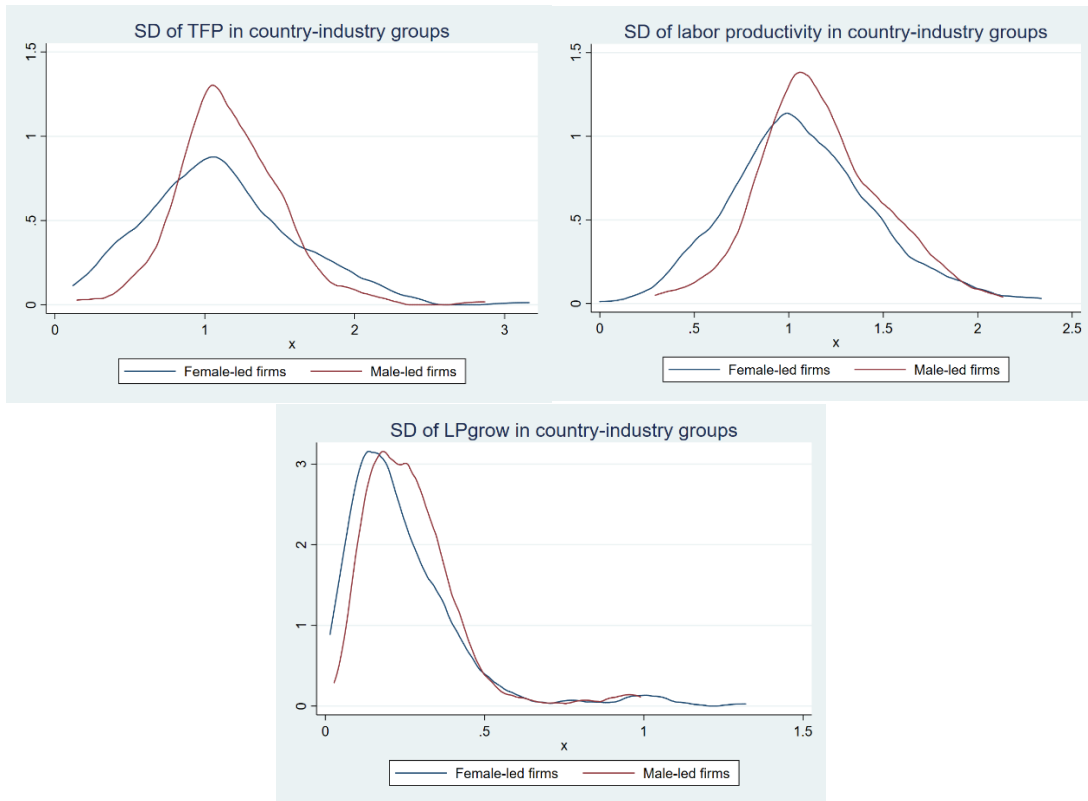 SD of TFP in country-industry groups
1.5
1
.5
0
0 1 2 3
x
Female-led firms Male-led firms
SD of labor productivity in country-industry groups
1.5
1
.5
0
0 .5 1 1.5 2 2.5
x
Female-led firms Male-led firms
SD of LPgrow in country-industry groups
3
2
1
0
0 .5 1 1.5
x
Female-led firms Male-led firms